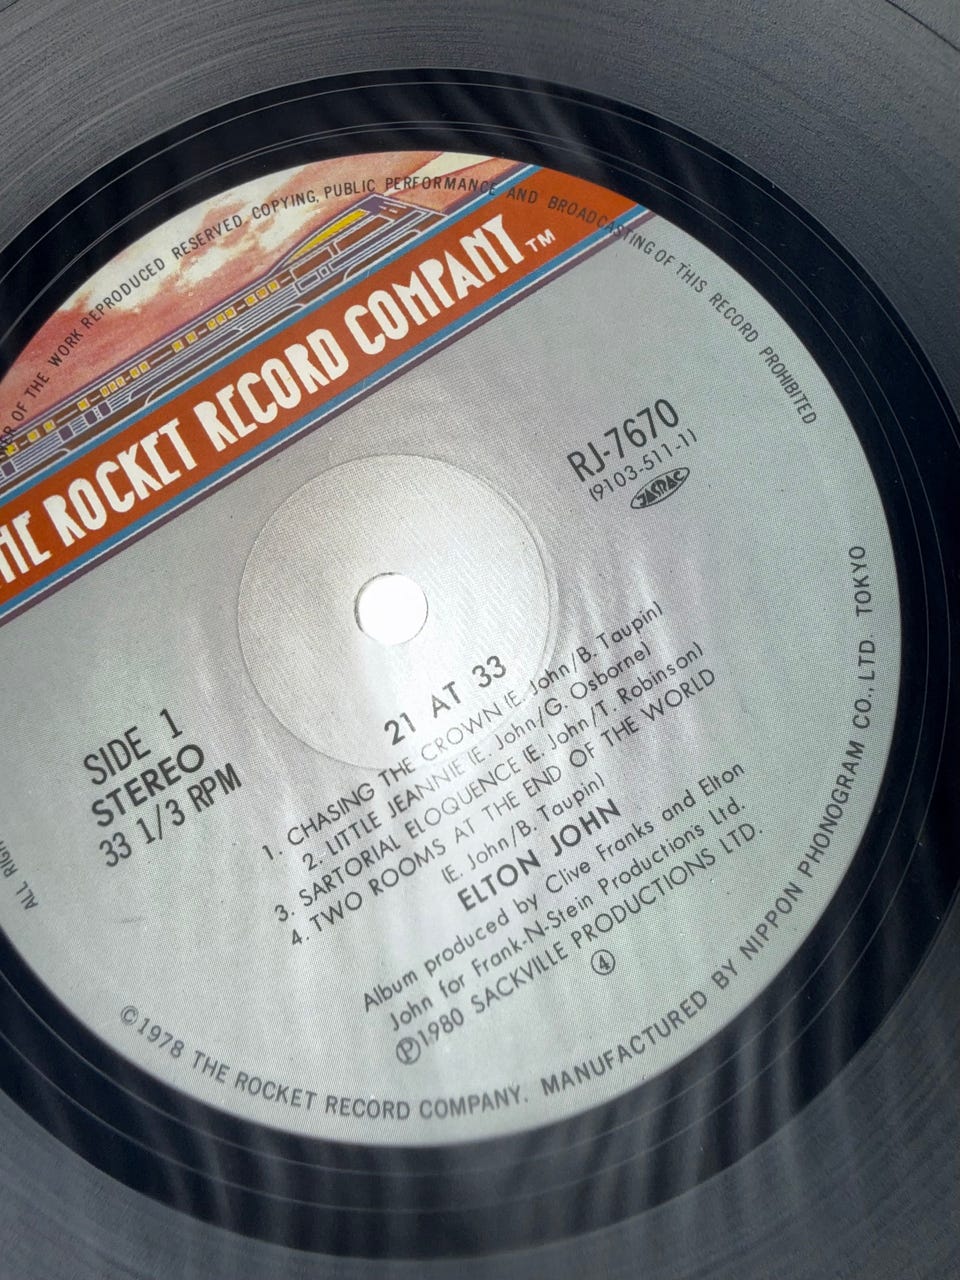 ER OF THE WORK REPRODUCED RESERVED. COPYING, PUBLIC PERFORMANCE AND BROADCASTING OF THIS RECORD PROHIBITED
THE ROCKET RECORD COMPANY™
RJ-7670
(9103-511-1)
JASRAC
SIDE 1
STEREO
33 1/3 RPM
21 AT 33
1. CHASING THE CROWN (E. John/B. Taupin)
2. LITTLE JEANNIE (E. John/G. Osborne)
3. SARTORIAL ELOQUENCE (E. John/T. Robinson)
4. TWO ROOMS AT THE END OF THE WORLD
(E. John/B. Taupin)
ELTON JOHN
Album produced by Clive Franks and Elton
John for Frank-N-Stein Productions Ltd.
Ⓟ1980 SACKVILLE PRODUCTIONS LTD.
④
ALL RIGH
©1978 THE ROCKET RECORD COMPANY. MANUFACTURED BY NIPPON PHONOGRAM CO., LTD. TOKYO